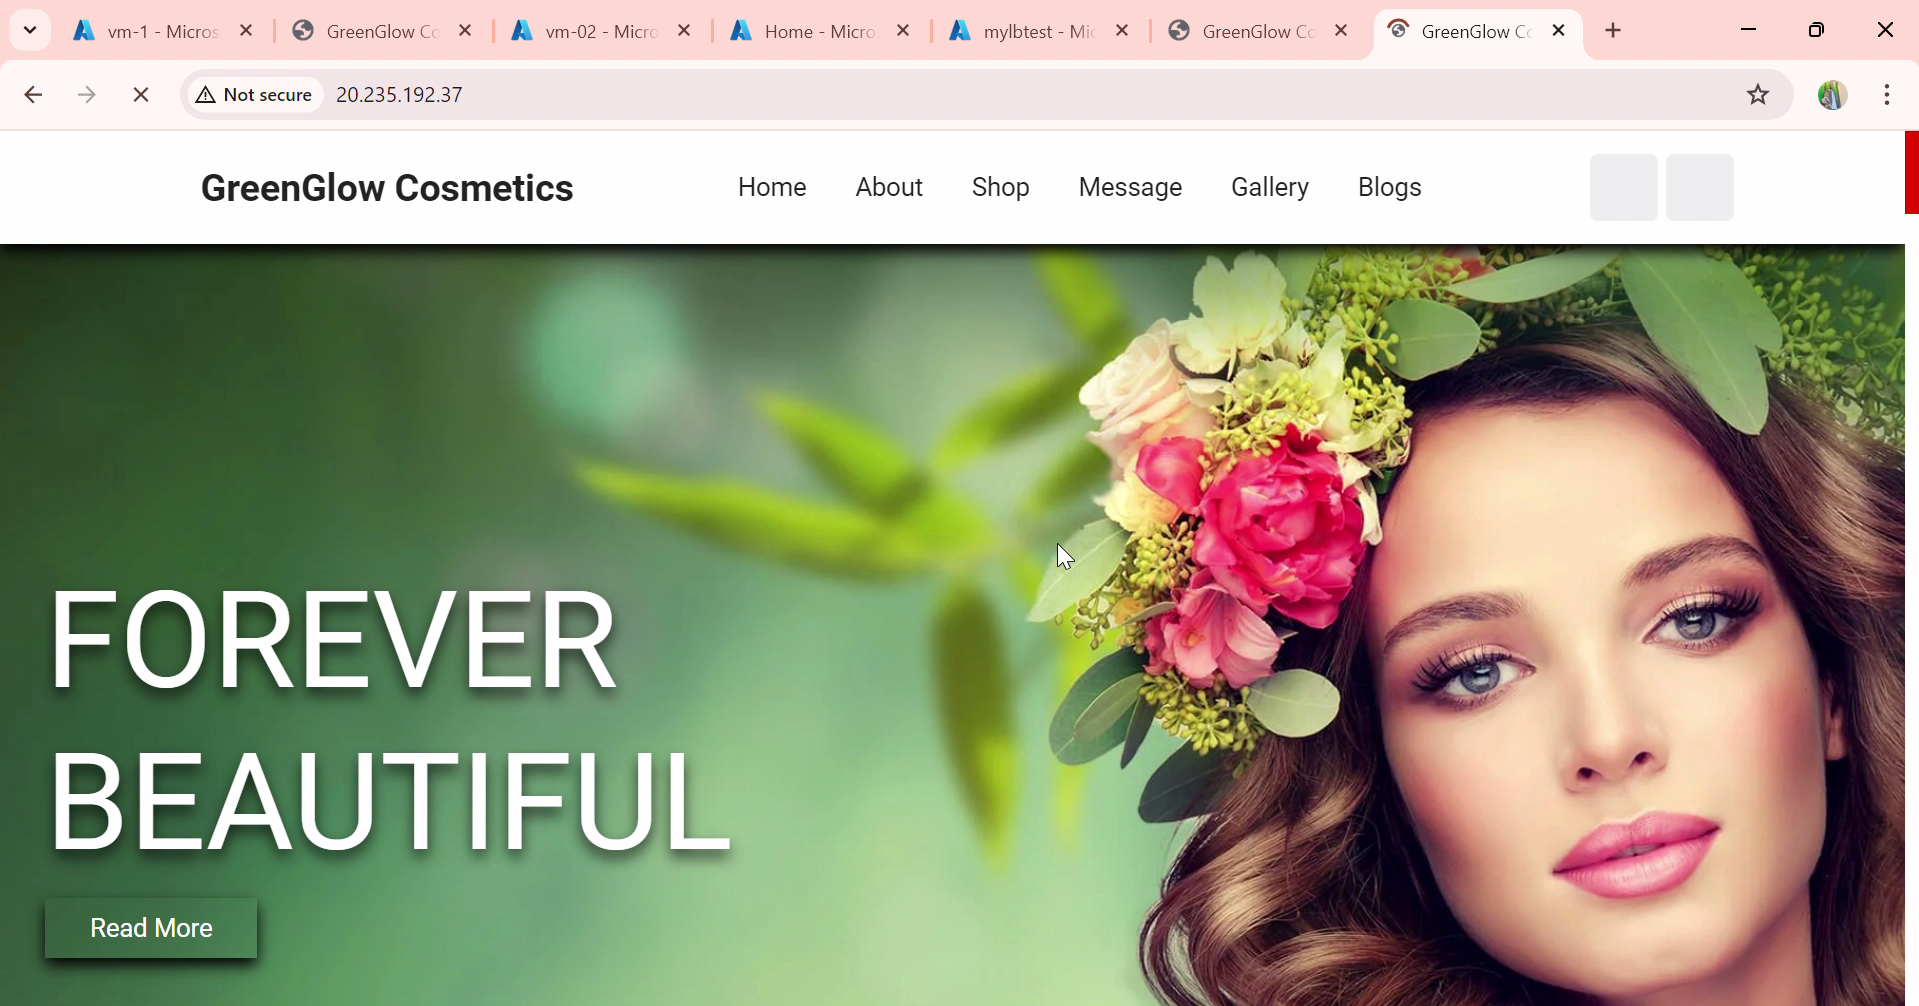 vm-1 - Micros
GreenGlow Co
vm-02 - Micro
Home - Micro
mylbtest - Mic
GreenGlow Co
GreenGlow Co
Not secure
20.235.192.37
GreenGlow Cosmetics
Home
About
Shop
Message
Gallery
Blogs
FOREVER
BEAUTIFUL
Read More